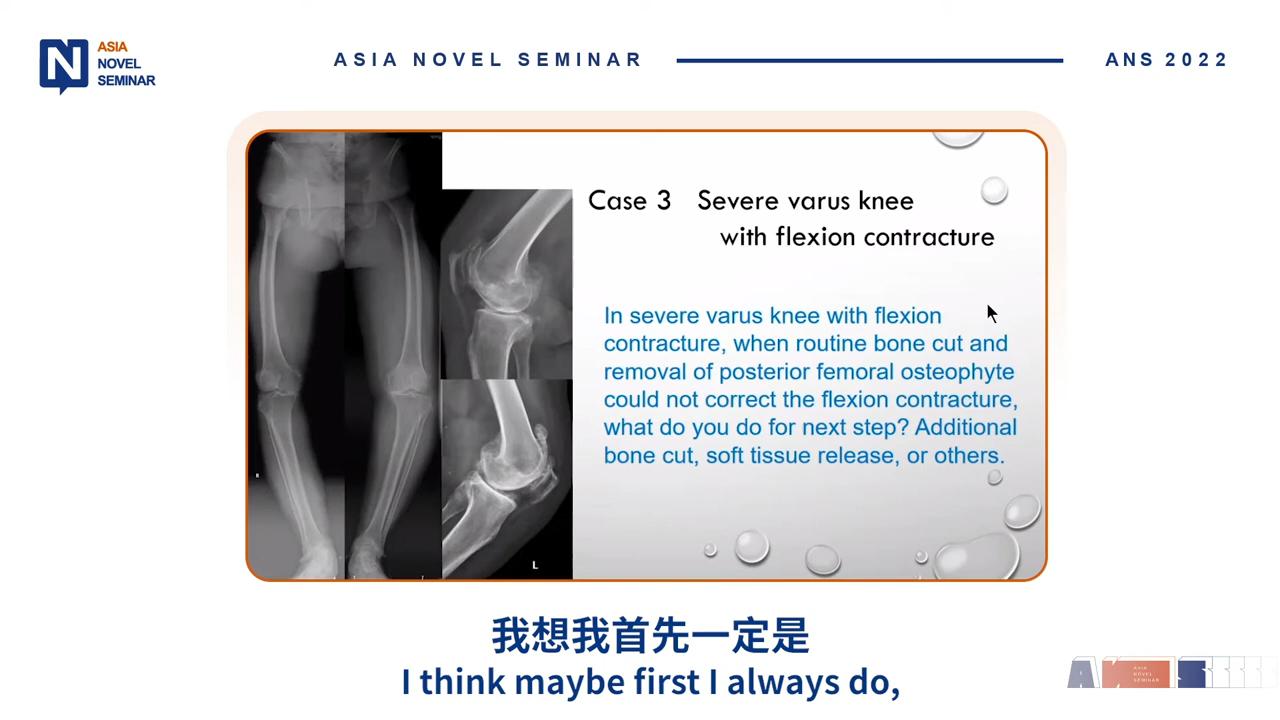 ASIA
NOVEL
SEMINAR
ASIA NOVEL SEMINAR
ANS 2022
Case 3 Severe varus knee
with flexion contracture
In severe varus knee with flexion
contracture, when routine bone cut and
removal of posterior femoral osteophyte
could not correct the flexion contracture,
what do you do for next step? Additional
bone cut, soft tissue release, or others.
L
我想我首先一定是
I think maybe first I always do,
ASIA
NOVEL
SEMINAR